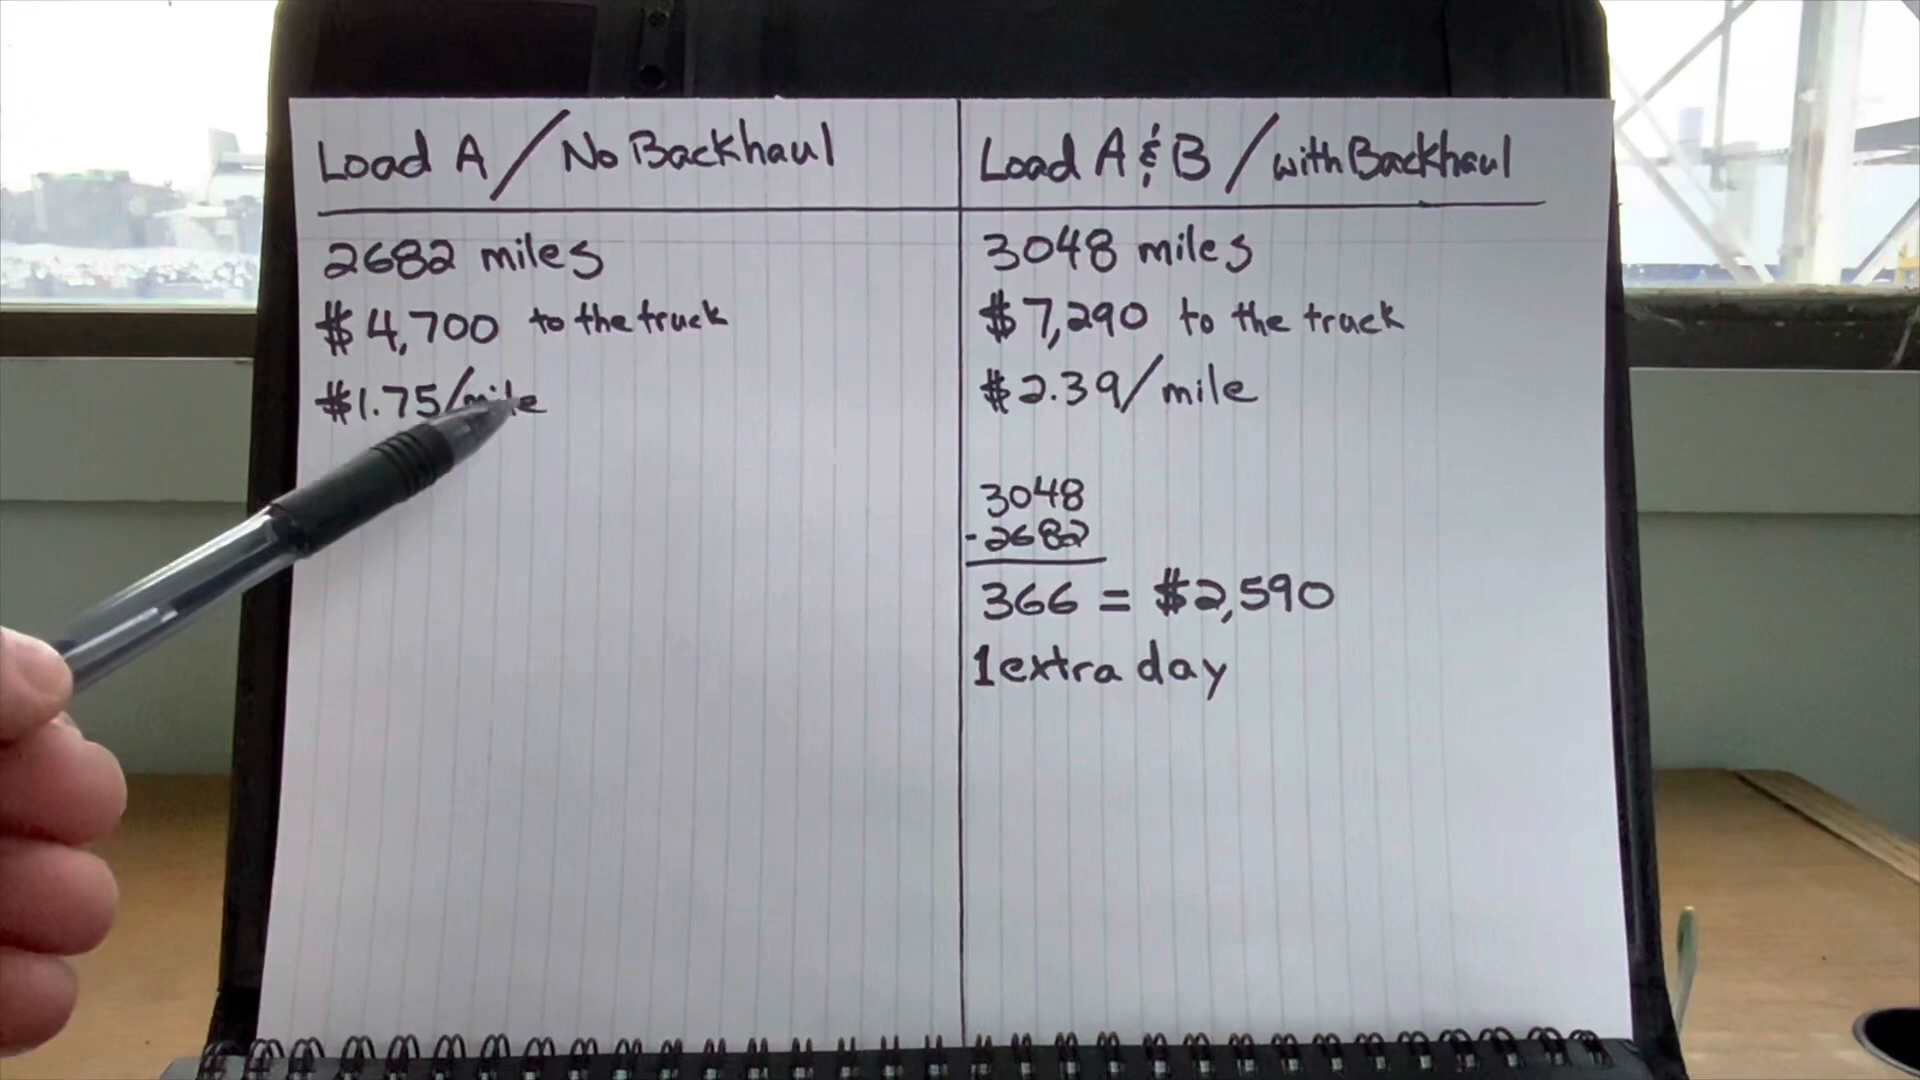 Load A / No Backhaul
2682 miles
$4,700 to the truck
$1.75/mile
Load A & B / with Backhaul
3048 miles
$7,290 to the truck
$2.39/mile
3048
-2682
366 = $2,590
1 extra day